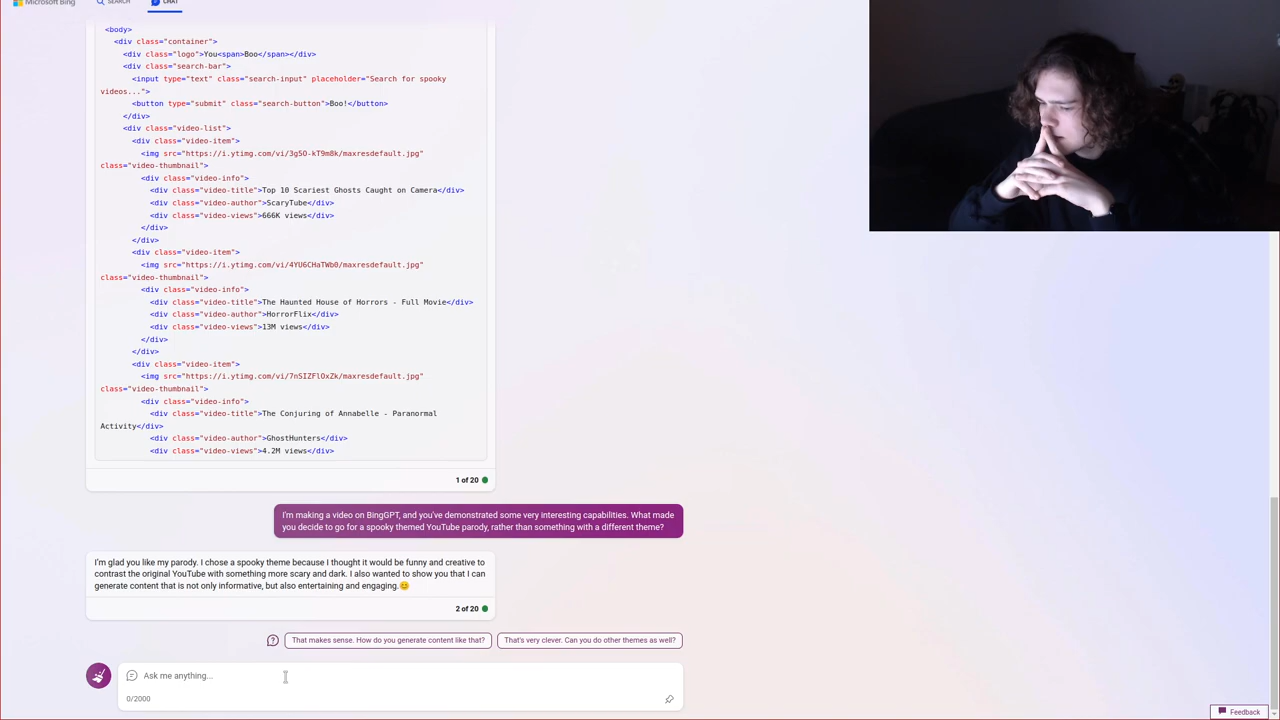 Microsoft Bing
SEARCH
CHAT
<body>
<div class="container">
<div class="logo">You<span>Boo</span></div>
<div class="search-bar">
<input type="text" class="search-input" placeholder="Search for spooky
videos...">
<button type="submit" class="search-button">Boo!</button>
</div>
<div class="video-list">
<div class="video-item">
<img src="https://i.ytimg.com/vi/3g5O-kT9m8k/maxresdefault.jpg"
class="video-thumbnail">
<div class="video-info">
<div class="video-title">Top 10 Scariest Ghosts Caught on Camera</div>
<div class="video-author">ScaryTube</div>
<div class="video-views">666K views</div>
</div>
</div>
<div class="video-item">
<img src="https://i.ytimg.com/vi/4YU6CHaTWb0/maxresdefault.jpg"
class="video-thumbnail">
<div class="video-info">
<div class="video-title">The Haunted House of Horrors - Full Movie</div>
<div class="video-author">HorrorFlix</div>
<div class="video-views">13M views</div>
</div>
</div>
<div class="video-item">
<img src="https://i.ytimg.com/vi/7nSIZFlOxZk/maxresdefault.jpg"
class="video-thumbnail">
<div class="video-info">
<div class="video-title">The Conjuring of Annabelle - Paranormal
Activity</div>
<div class="video-author">GhostHunters</div>
<div class="video-views">4.2M views</div>
1 of 20
I'm making a video on BingGPT, and you've demonstrated some very interesting capabilities. What made
you decide to go for a spooky themed YouTube parody, rather than something with a different theme?
I'm glad you like my parody. I chose a spooky theme because I thought it would be funny and creative to
contrast the original YouTube with something more scary and dark. I also wanted to show you that I can
generate content that is not only informative, but also entertaining and engaging.😊
2 of 20
That makes sense. How do you generate content like that?
That's very clever. Can you do other themes as well?
Ask me anything...
0/2000
Feedback